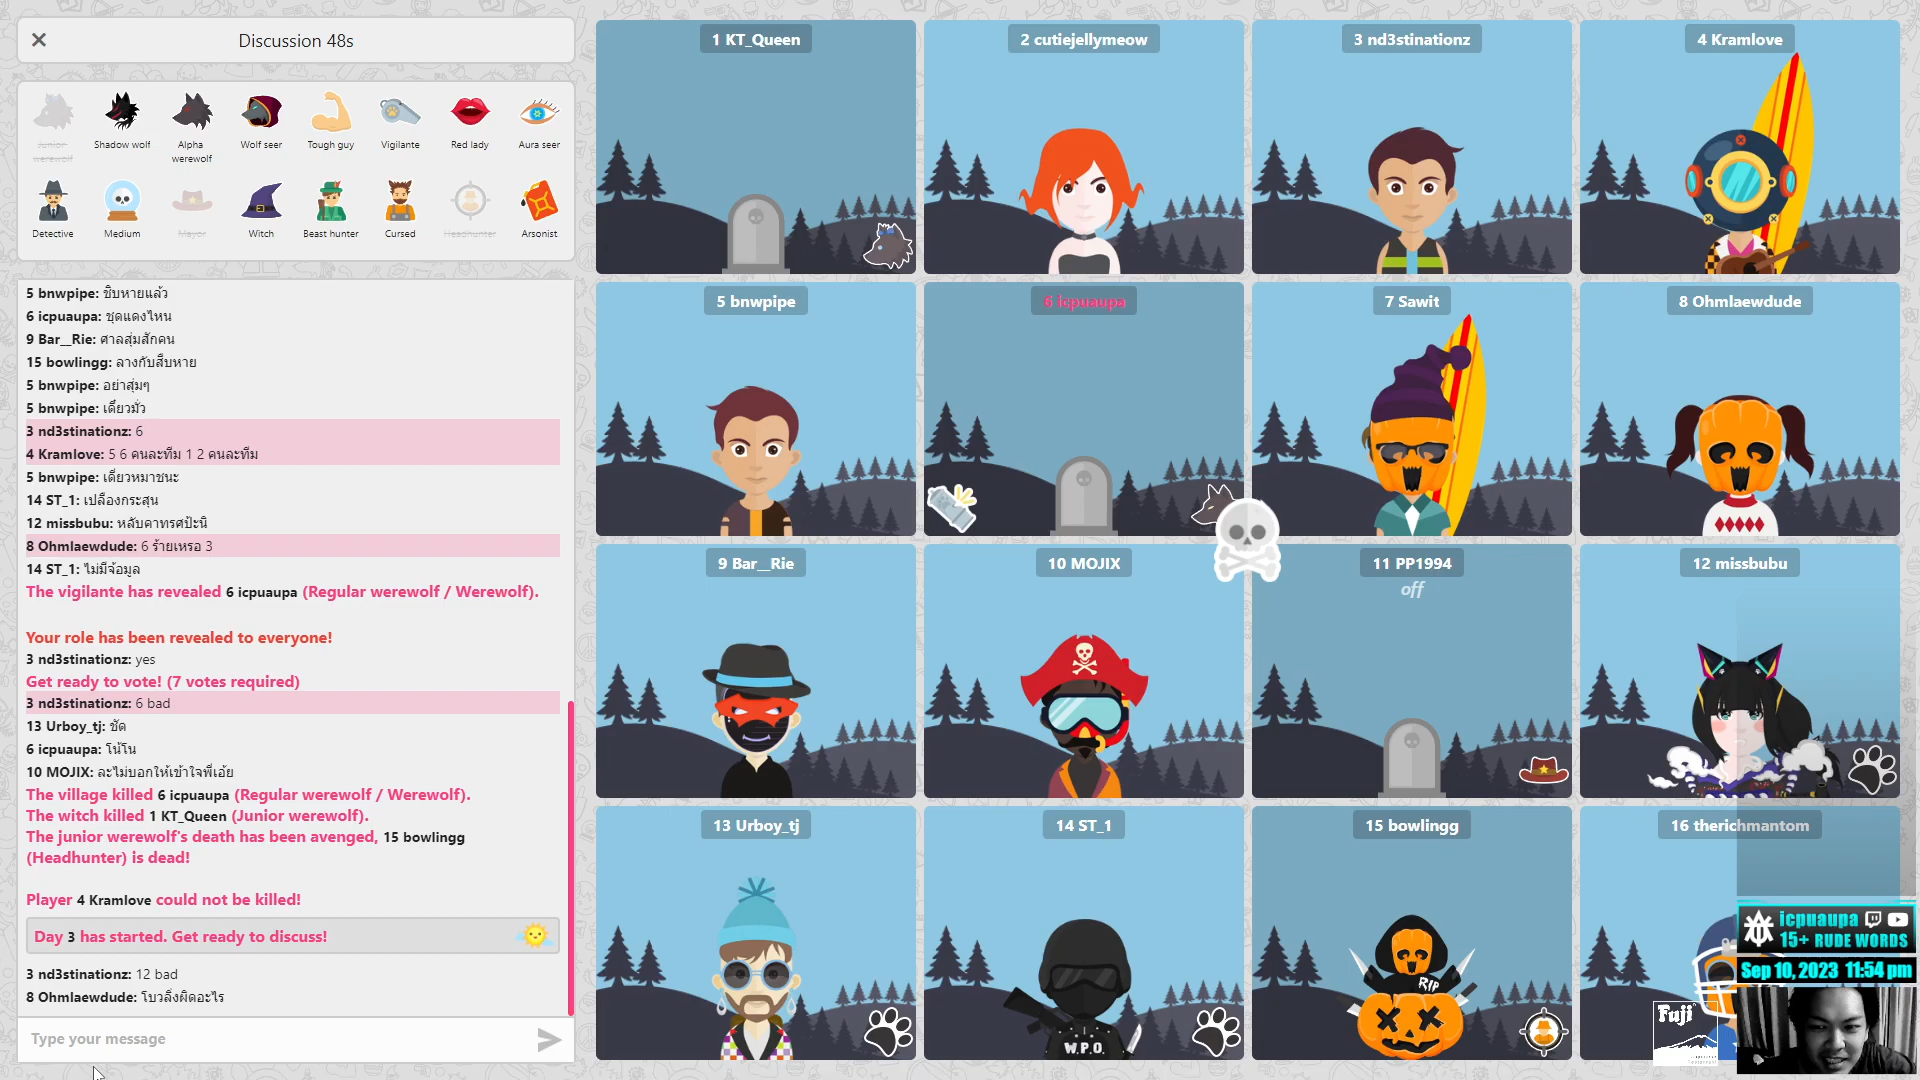 Discussion 48s
Junior werewolf
Shadow wolf
Alpha werewolf
Wolf seer
Tough guy
Vigilante
Red lady
Aura seer
Detective
Medium
Mayor
Witch
Beast hunter
Cursed
Headhunter
Arsonist
5 bnwpipe: ชิบหายแล้ว
6 icpuaupa: ชุดแดงไหน
9 Bar__Rie: ศาลสุ่มสักคน
15 bowlingg: ลางกับสืบหาย
5 bnwpipe: อย่าสุ่มๆ
5 bnwpipe: เดี๋ยวมั่ว
3 nd3stinationz: 6
4 Kramlove: 5 6 คนละทีม 1 2 คนละทีม
5 bnwpipe: เดี๋ยวหมาชนะ
14 ST_1: เปลืองกระสุน
12 missbubu: หลับคาทรศป้ะนิ
8 Ohmlaewdude: 6 ร้ายเหรอ 3
14 ST_1: ไม่มีจ้อมูล
The vigilante has revealed 6 icpuaupa (Regular werewolf / Werewolf).
Your role has been revealed to everyone!
3 nd3stinationz: yes
Get ready to vote! (7 votes required)
3 nd3stinationz: 6 bad
13 Urboy_tj: ชัด
6 icpuaupa: โน้โน
10 MOJIX: ละไม่บอกให้เข้าใจพี่เอ้ย
The village killed 6 icpuaupa (Regular werewolf / Werewolf).
The witch killed 1 KT_Queen (Junior werewolf).
The junior werewolf's death has been avenged, 15 bowlingg
(Headhunter) is dead!
Player 4 Kramlove could not be killed!
Day 3 has started. Get ready to discuss!
3 nd3stinationz: 12 bad
8 Ohmlaewdude: โบวลิ่งผิดอะไร
Type your message
1 KT_Queen
2 cutiejellymeow
3 nd3stinationz
4 Kramlove
5 bnwpipe
6 icpuaupa
7 Sawit
8 Ohmlaewdude
9 Bar__Rie
10 MOJIX
11 PP1994
off
12 missbubu
13 Urboy_tj
14 ST_1
W.P.O.
15 bowlingg
RIP
16 therichmantom
icpuaupa
15+ RUDE WORDS
Sep 10, 2023 11:54 pm
Fuji